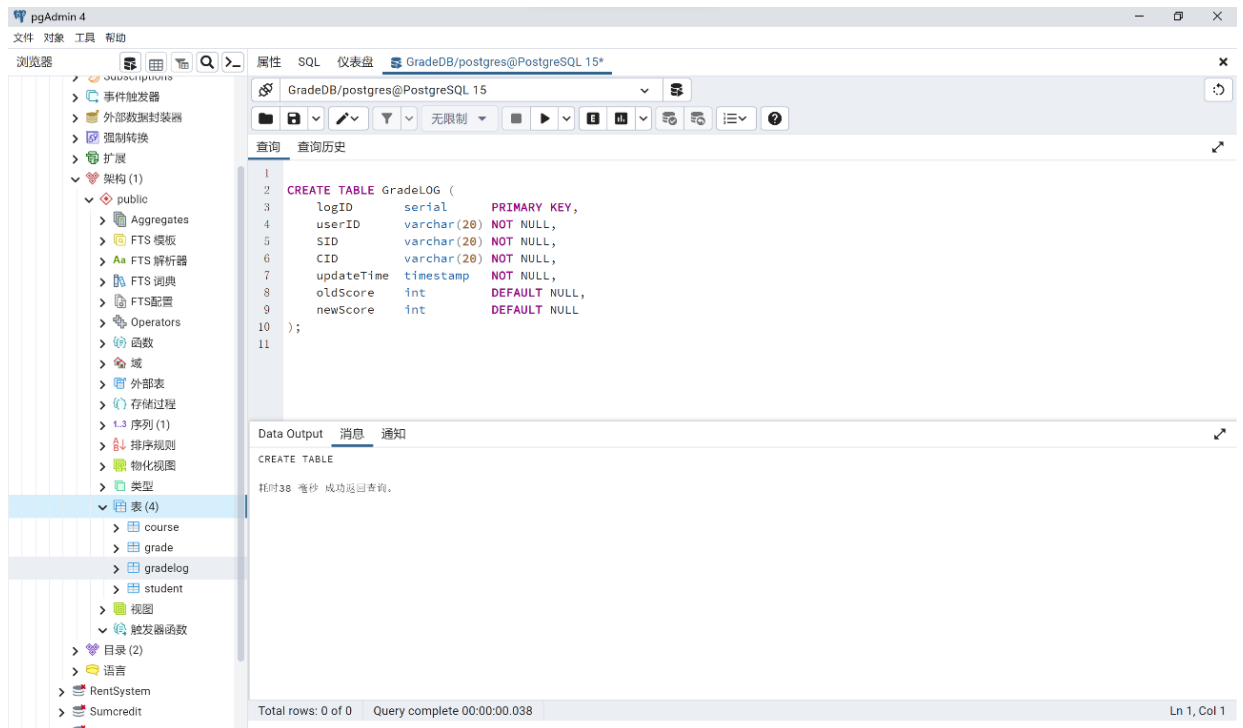 pgAdmin 4
文件 对象 工具 帮助
浏览器
属性 SQL 仪表盘 GradeDB/postgres@PostgreSQL 15*
Subscriptions
事件触发器
外部数据封装器
强制转换
扩展
架构 (1)
public
Aggregates
FTS 模板
Aa FTS 解析器
FTS 词典
FTS配置
Operators
函数
域
外部表
存储过程
1..3 序列 (1)
排序规则
物化视图
类型
表 (4)
course
grade
gradelog
student
视图
触发器函数
目录 (2)
语言
RentSystem
Sumcredit
GradeDB/postgres@PostgreSQL 15
无限制
查询 查询历史
1
2 CREATE TABLE GradeLOG (
3 logID serial PRIMARY KEY,
4 userID varchar(20) NOT NULL,
5 SID varchar(20) NOT NULL,
6 CID varchar(20) NOT NULL,
7 updateTime timestamp NOT NULL,
8 oldScore int DEFAULT NULL,
9 newScore int DEFAULT NULL
10 );
11
Data Output 消息 通知
CREATE TABLE
耗时38 毫秒 成功返回查询。
Total rows: 0 of 0 Query complete 00:00:00.038 Ln 1, Col 1